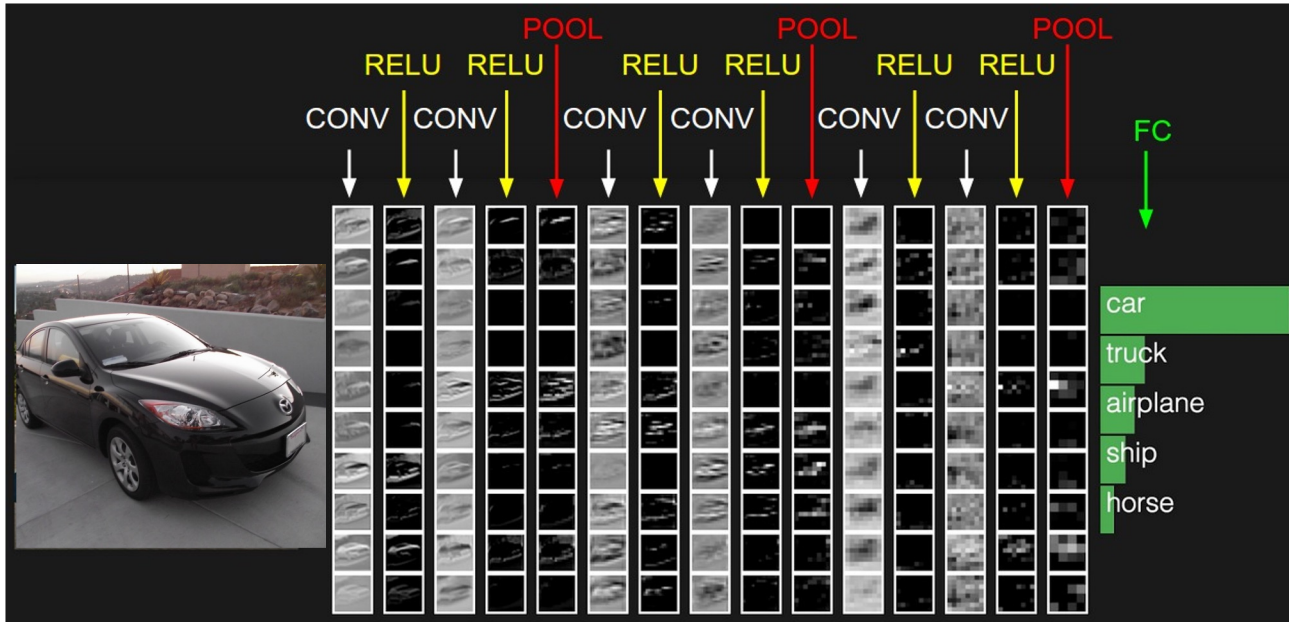 POOL POOL POOL
RELU RELU RELU RELU RELU RELU
CONV CONV CONV CONV CONV CONV
FC
car
truck
airplane
ship
horse